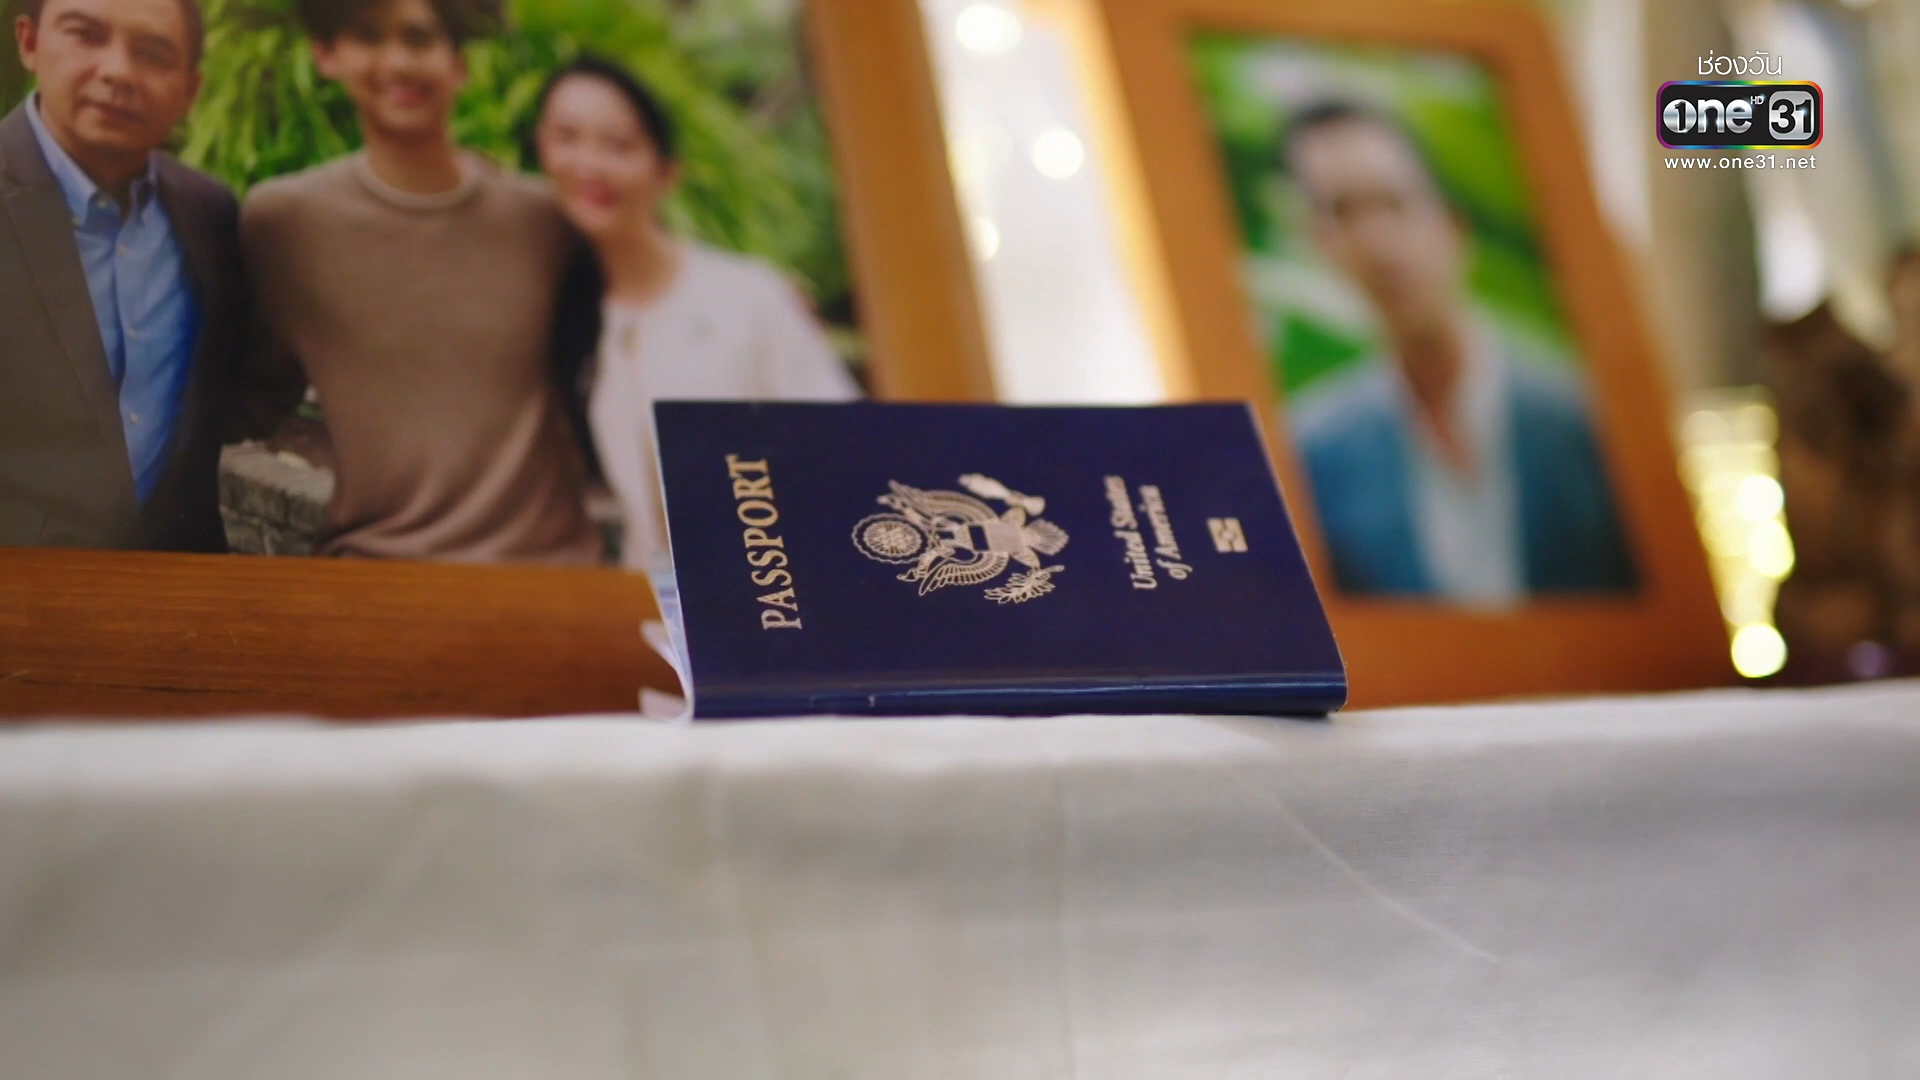 ช่องวัน
one HD 31
www.one31.net
PASSPORT
United States
of America